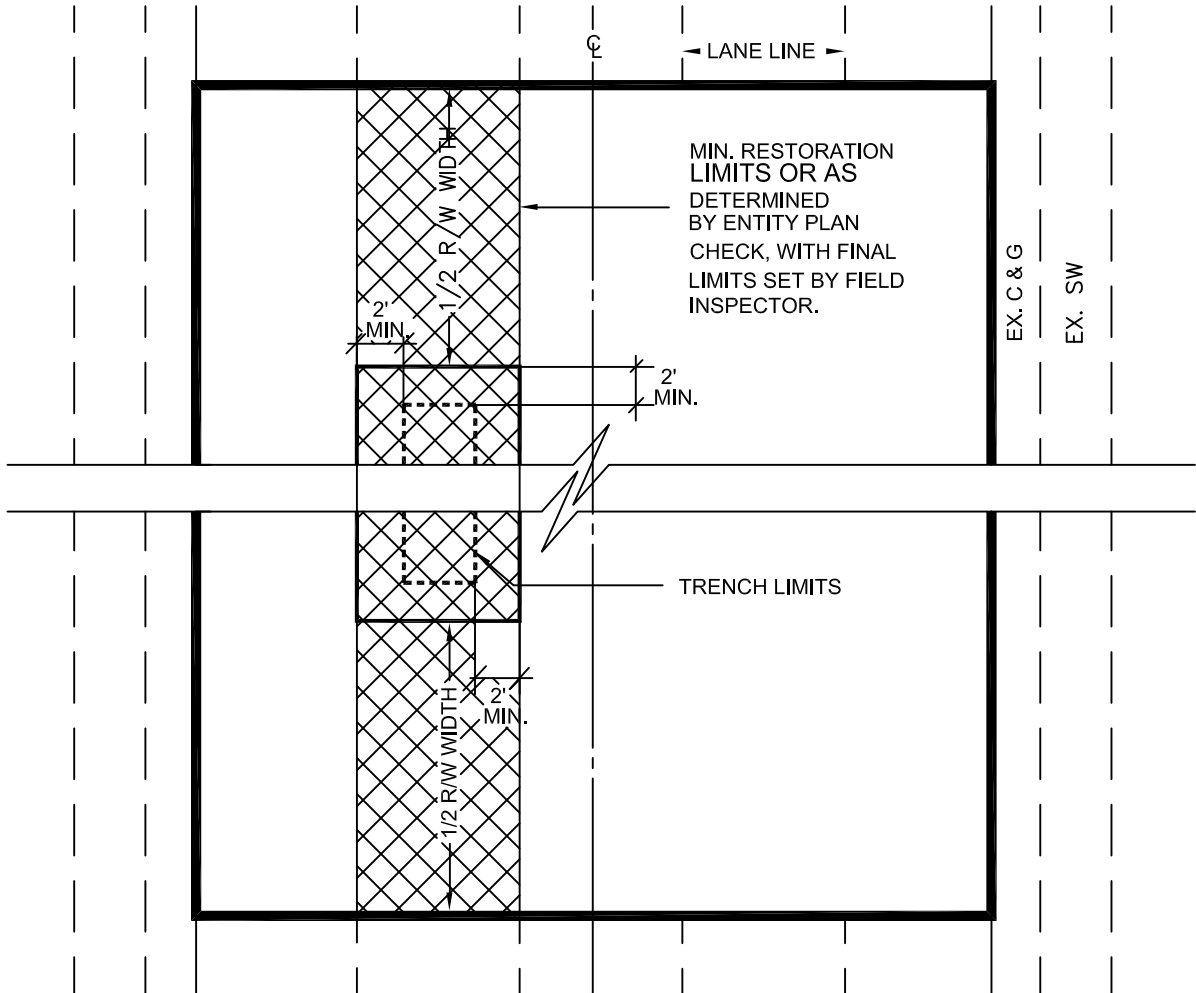 ℄
LANE LINE
MIN. RESTORATION
LIMITS OR AS
DETERMINED
BY ENTITY PLAN
CHECK, WITH FINAL
LIMITS SET BY FIELD
INSPECTOR.
1/2 R/W WIDTH
EX. C & G
EX. SW
2'
MIN.
2'
MIN.
TRENCH LIMITS
2'
MIN.
1/2 R/W WIDTH